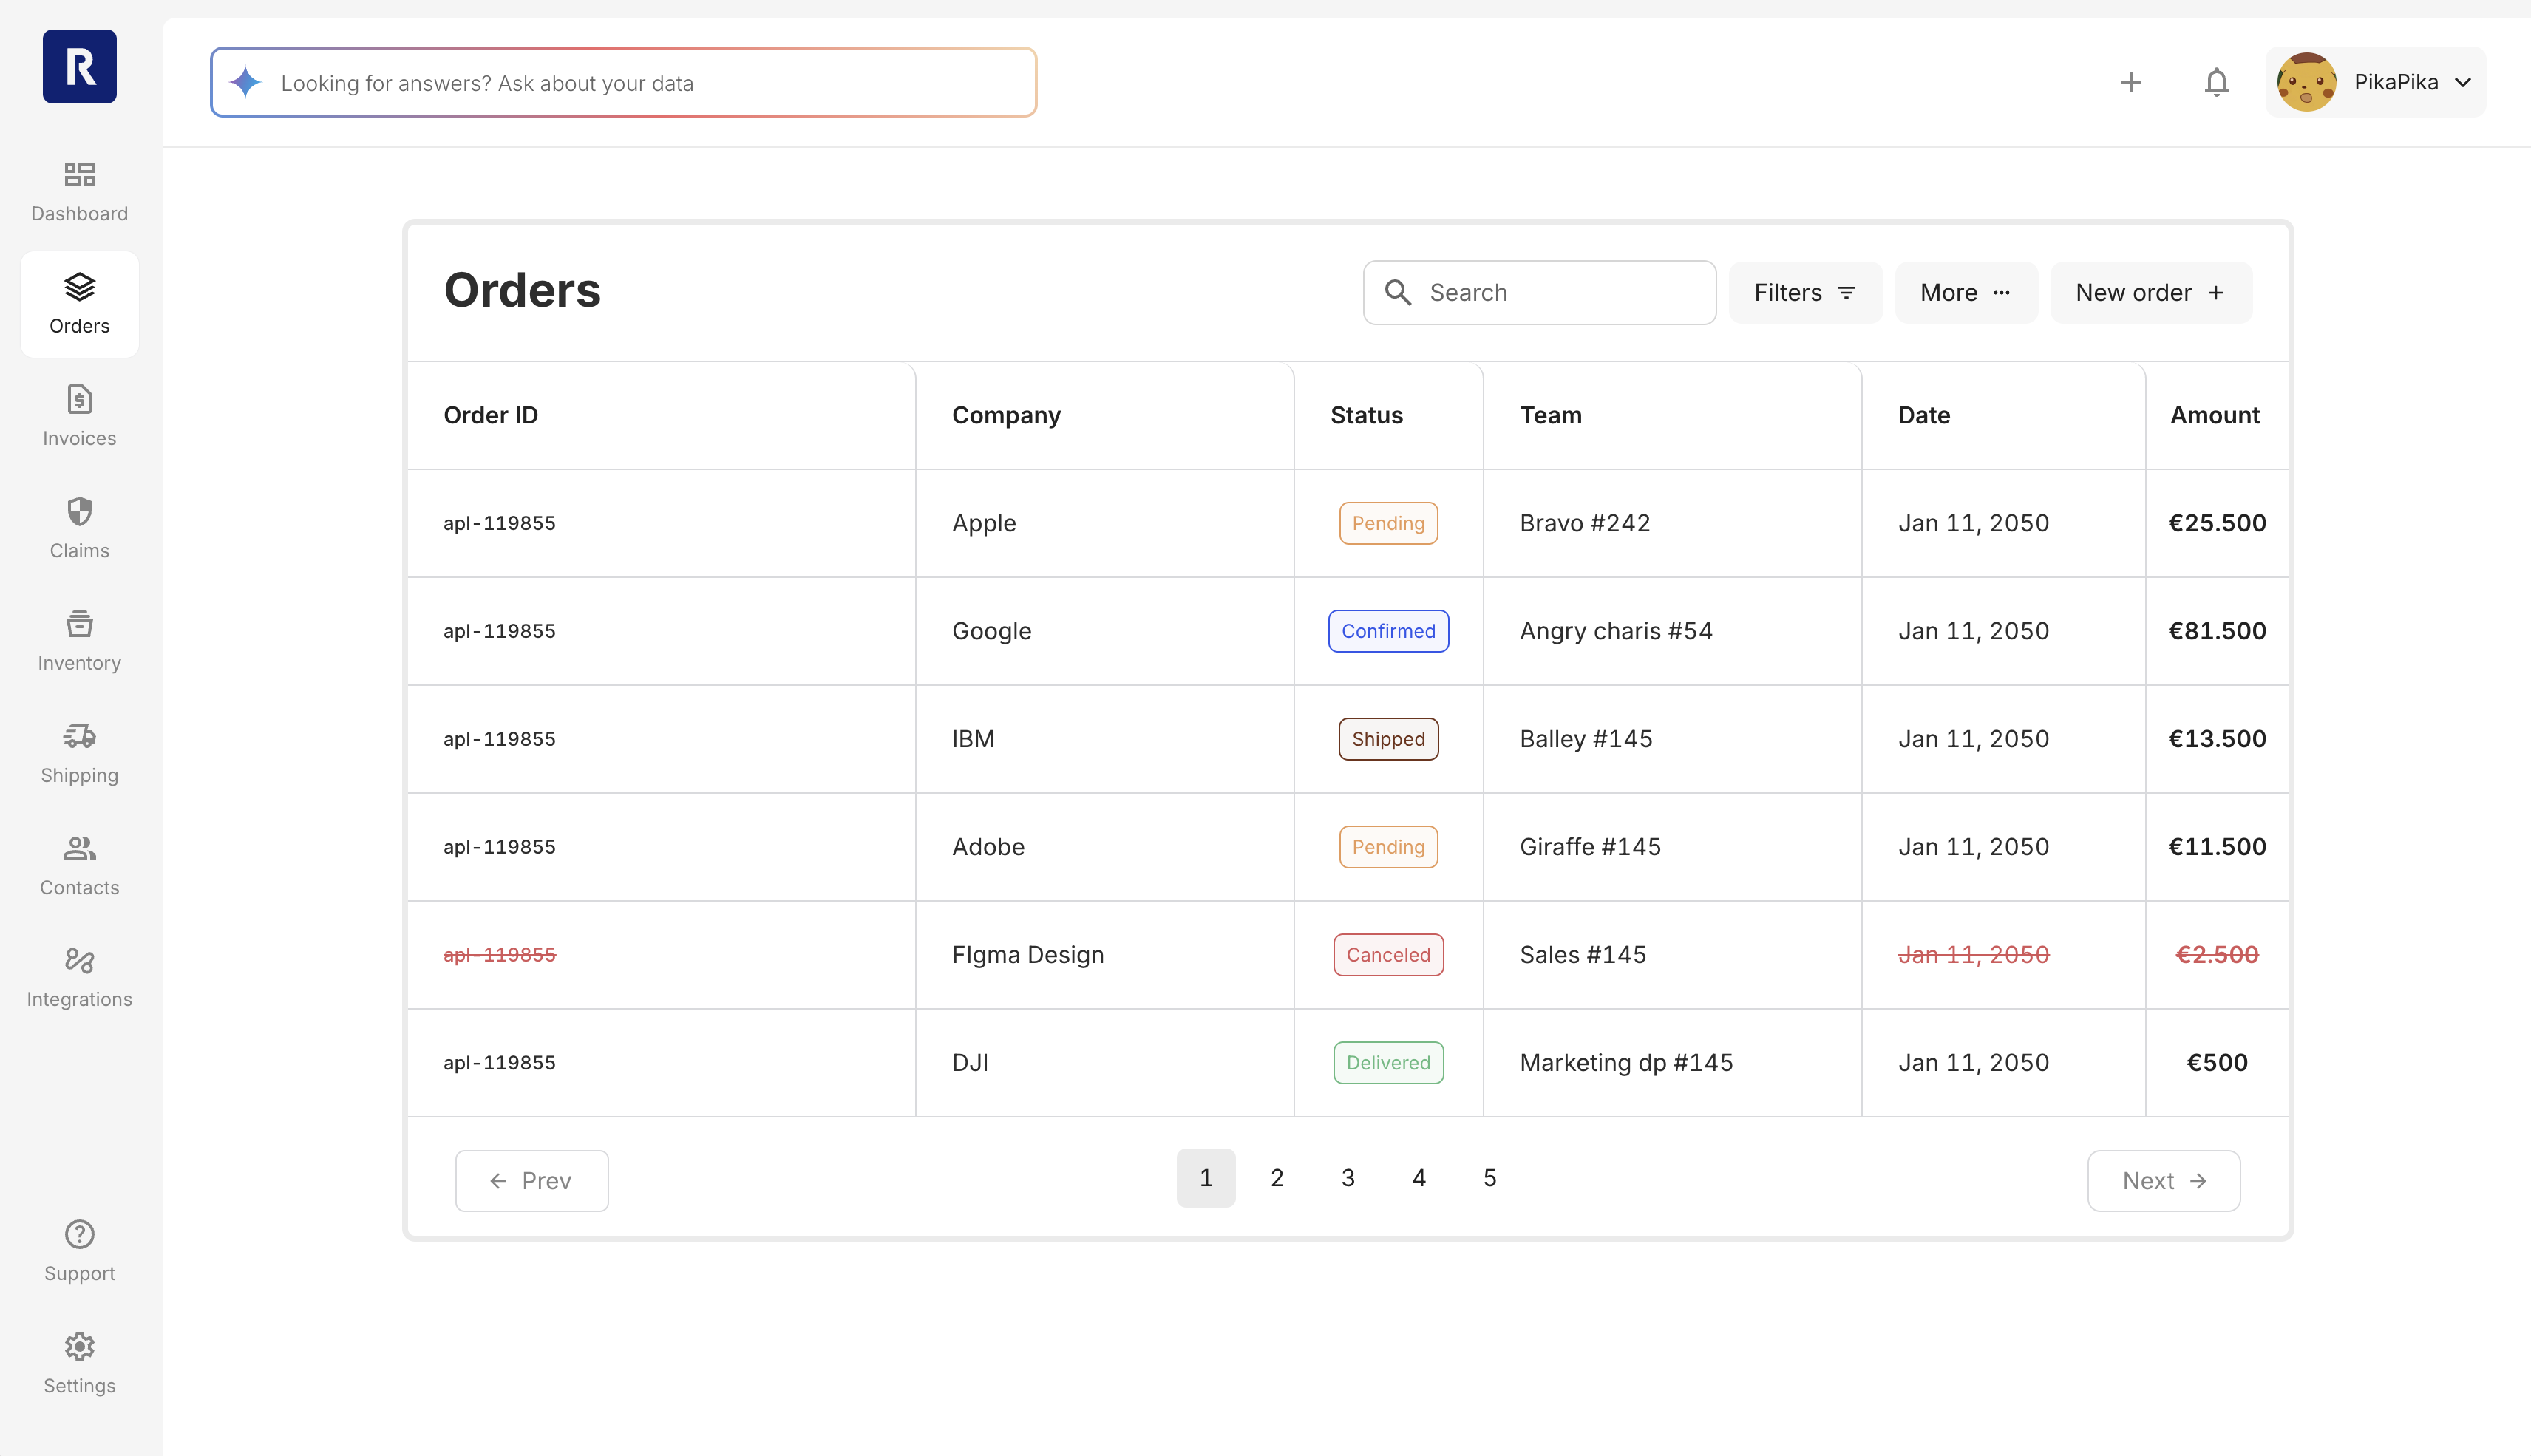 R
Looking for answers? Ask about your data
PikaPika
Dashboard
Orders
Invoices
Claims
Inventory
Shipping
Contacts
Integrations
Support
Settings
Orders
Search
Filters
More
New order
Order ID Company Status Team Date Amount
apl-119855 Apple Pending Bravo #242 Jan 11, 2050 €25.500
apl-119855 Google Confirmed Angry charis #54 Jan 11, 2050 €81.500
apl-119855 IBM Shipped Balley #145 Jan 11, 2050 €13.500
apl-119855 Adobe Pending Giraffe #145 Jan 11, 2050 €11.500
apl-119855 FIgma Design Canceled Sales #145 Jan 11, 2050 €2.500
apl-119855 DJI Delivered Marketing dp #145 Jan 11, 2050 €500
Prev 1 2 3 4 5 Next